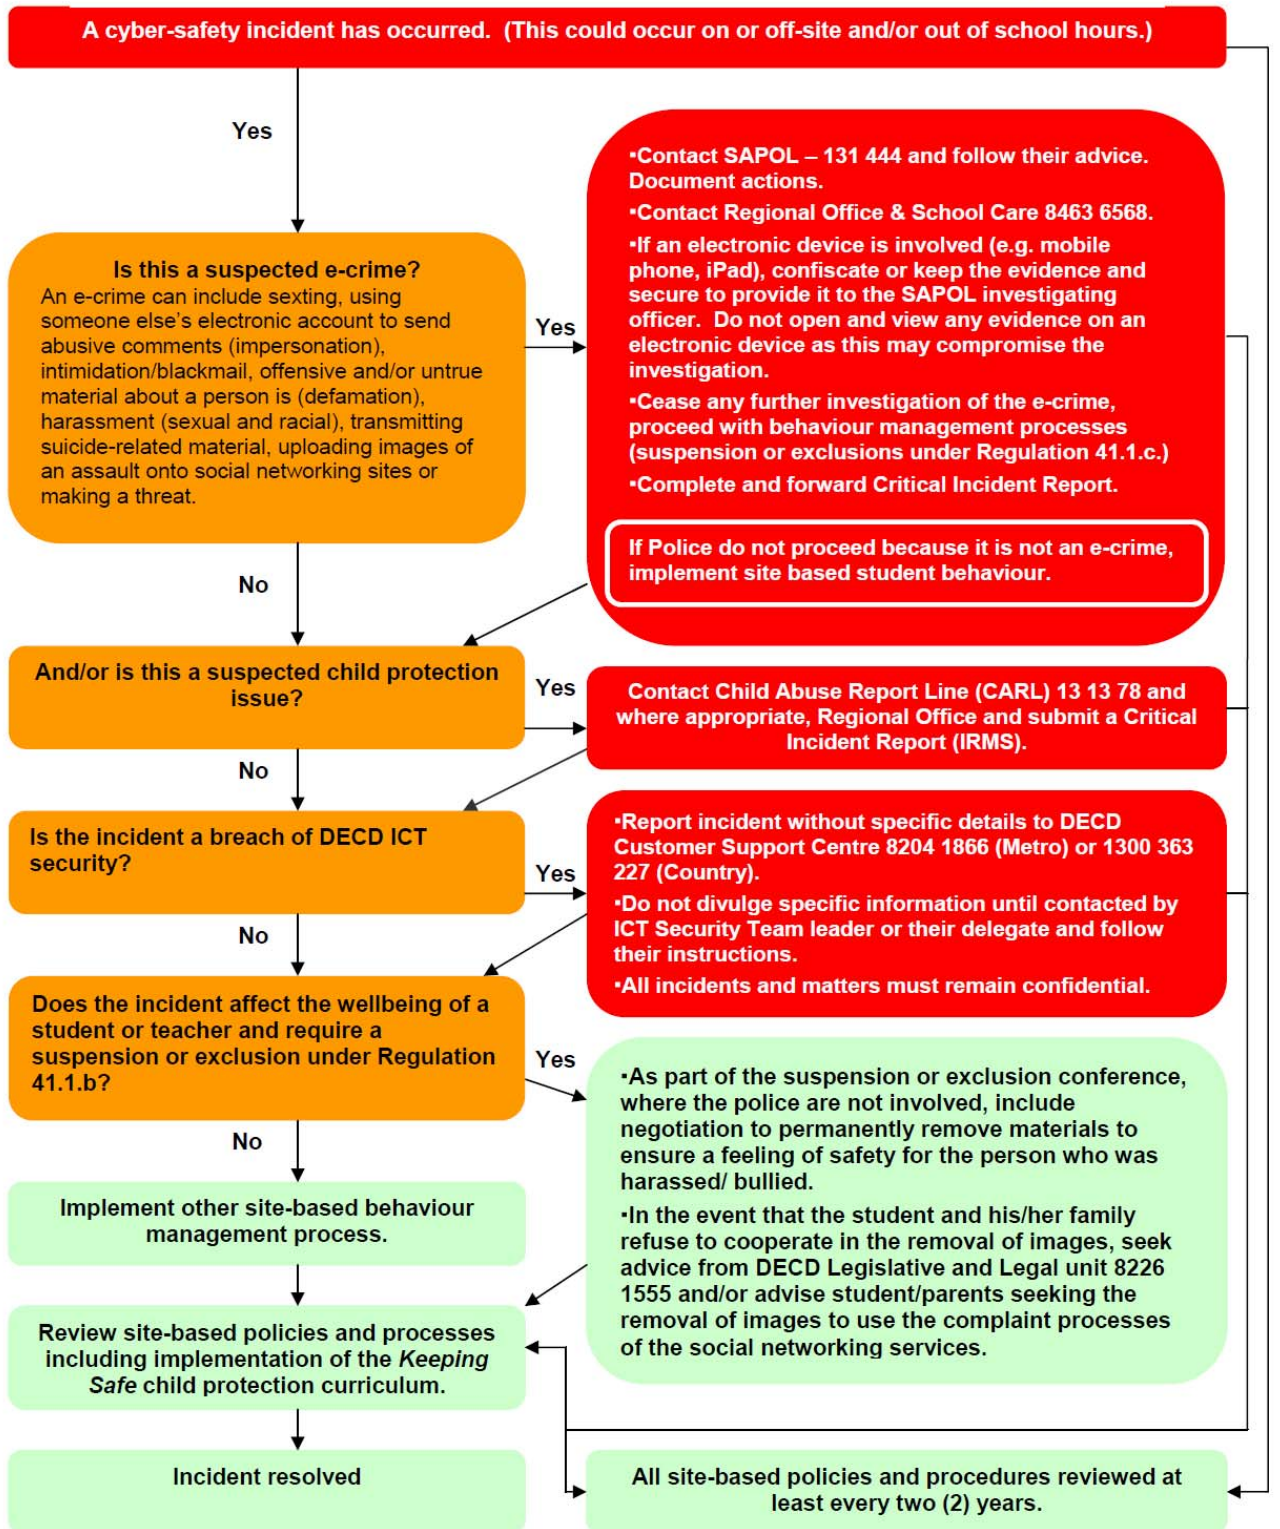 A cyber-safety incident has occurred.  (This could occur on or off-site and/or out of school hours.)
Yes
▪Contact SAPOL – 131 444 and follow their advice.
Document actions.
▪Contact Regional Office & School Care 8463 6568.
▪If an electronic device is involved (e.g. mobile
phone, iPad), confiscate or keep the evidence and
secure to provide it to the SAPOL investigating
officer.  Do not open and view any evidence on an
electronic device as this may compromise the
investigation.
▪Cease any further investigation of the e-crime,
proceed with behaviour management processes
(suspension or exclusions under Regulation 41.1.c.)
▪Complete and forward Critical Incident Report.
If Police do not proceed because it is not an e-crime,
implement site based student behaviour.
Is this a suspected e-crime?
An e-crime can include sexting, using
someone else's electronic account to send
abusive comments (impersonation),
intimidation/blackmail, offensive and/or untrue
material about a person is (defamation),
harassment (sexual and racial), transmitting
suicide-related material, uploading images of
an assault onto social networking sites or
making a threat.
Yes
No
And/or is this a suspected child protection
issue?
Yes
Contact Child Abuse Report Line (CARL) 13 13 78 and
where appropriate, Regional Office and submit a Critical
Incident Report (IRMS).
No
Is the incident a breach of DECD ICT
security?
Yes
▪Report incident without specific details to DECD
Customer Support Centre 8204 1866 (Metro) or 1300 363
227 (Country).
▪Do not divulge specific information until contacted by
ICT Security Team leader or their delegate and follow
their instructions.
▪All incidents and matters must remain confidential.
No
Does the incident affect the wellbeing of a
student or teacher and require a
suspension or exclusion under Regulation
41.1.b?
Yes
▪As part of the suspension or exclusion conference,
where the police are not involved, include
negotiation to permanently remove materials to
ensure a feeling of safety for the person who was
harassed/ bullied.
▪In the event that the student and his/her family
refuse to cooperate in the removal of images, seek
advice from DECD Legislative and Legal unit 8226
1555 and/or advise student/parents seeking the
removal of images to use the complaint processes
of the social networking services.
No
Implement other site-based behaviour
management process.
Review site-based policies and processes
including implementation of the Keeping
Safe child protection curriculum.
Incident resolved
All site-based policies and procedures reviewed at
least every two (2) years.